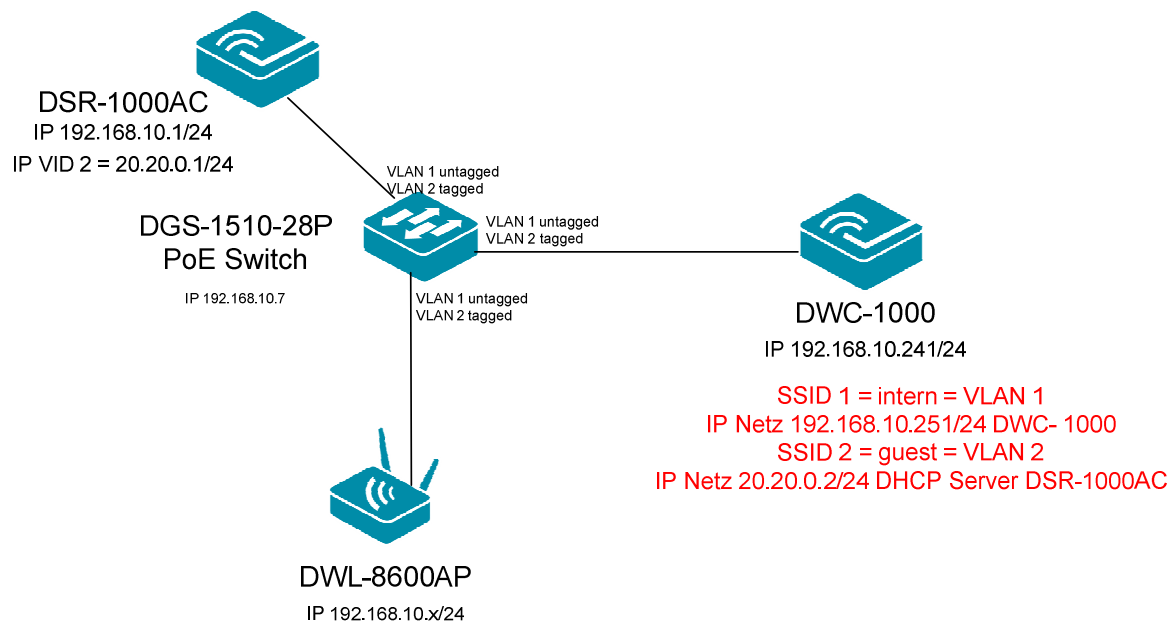 DSR-1000AC
IP 192.168.10.1/24
IP VID 2 = 20.20.0.1/24
VLAN 1 untagged
VLAN 2 tagged
DGS-1510-28P
PoE Switch
IP 192.168.10.7
VLAN 1 untagged
VLAN 2 tagged
VLAN 1 untagged
VLAN 2 tagged
DWC-1000
IP 192.168.10.241/24
SSID 1 = intern = VLAN 1
IP Netz 192.168.10.251/24 DWC- 1000
SSID 2 = guest = VLAN 2
IP Netz 20.20.0.2/24 DHCP Server DSR-1000AC
DWL-8600AP
IP 192.168.10.x/24